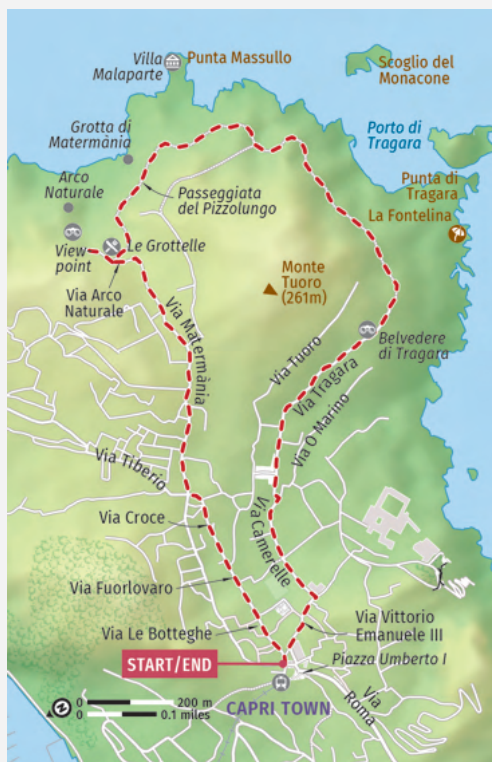 Villa
Malaparte
Punta Massullo
Scoglio del
Monacone
Grotta di
Matermània
Porto di
Tragara
Arco
Naturale
Passeggiata
del Pizzolungo
Punta di
Tragara
La Fontelina
View
point
Le Grottelle
Via Arco
Naturale
Monte
Tuoro
(261m)
Via Matermània
Belvedere
di Tragara
Via Tuoro
Via Tragara
Via O Marino
Via Tiberio
Via Croce
Via Camerelle
Via Fuorlovaro
Via Le Botteghe
Via Vittorio
Emanuele III
START/END
Piazza Umberto I
N
0 200 m
0 0.1 miles
CAPRI TOWN
Via
Roma